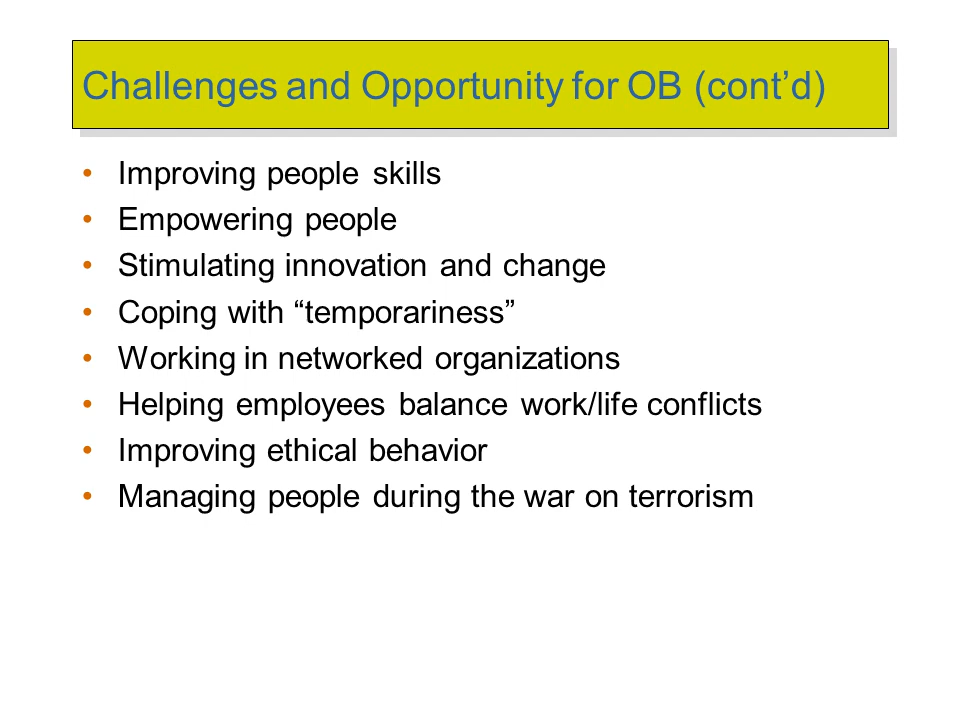 Challenges and Opportunity for OB (cont’d)
• Improving people skills
• Empowering people
• Stimulating innovation and change
• Coping with “temporariness”
• Working in networked organizations
• Helping employees balance work/life conflicts
• Improving ethical behavior
• Managing people during the war on terrorism